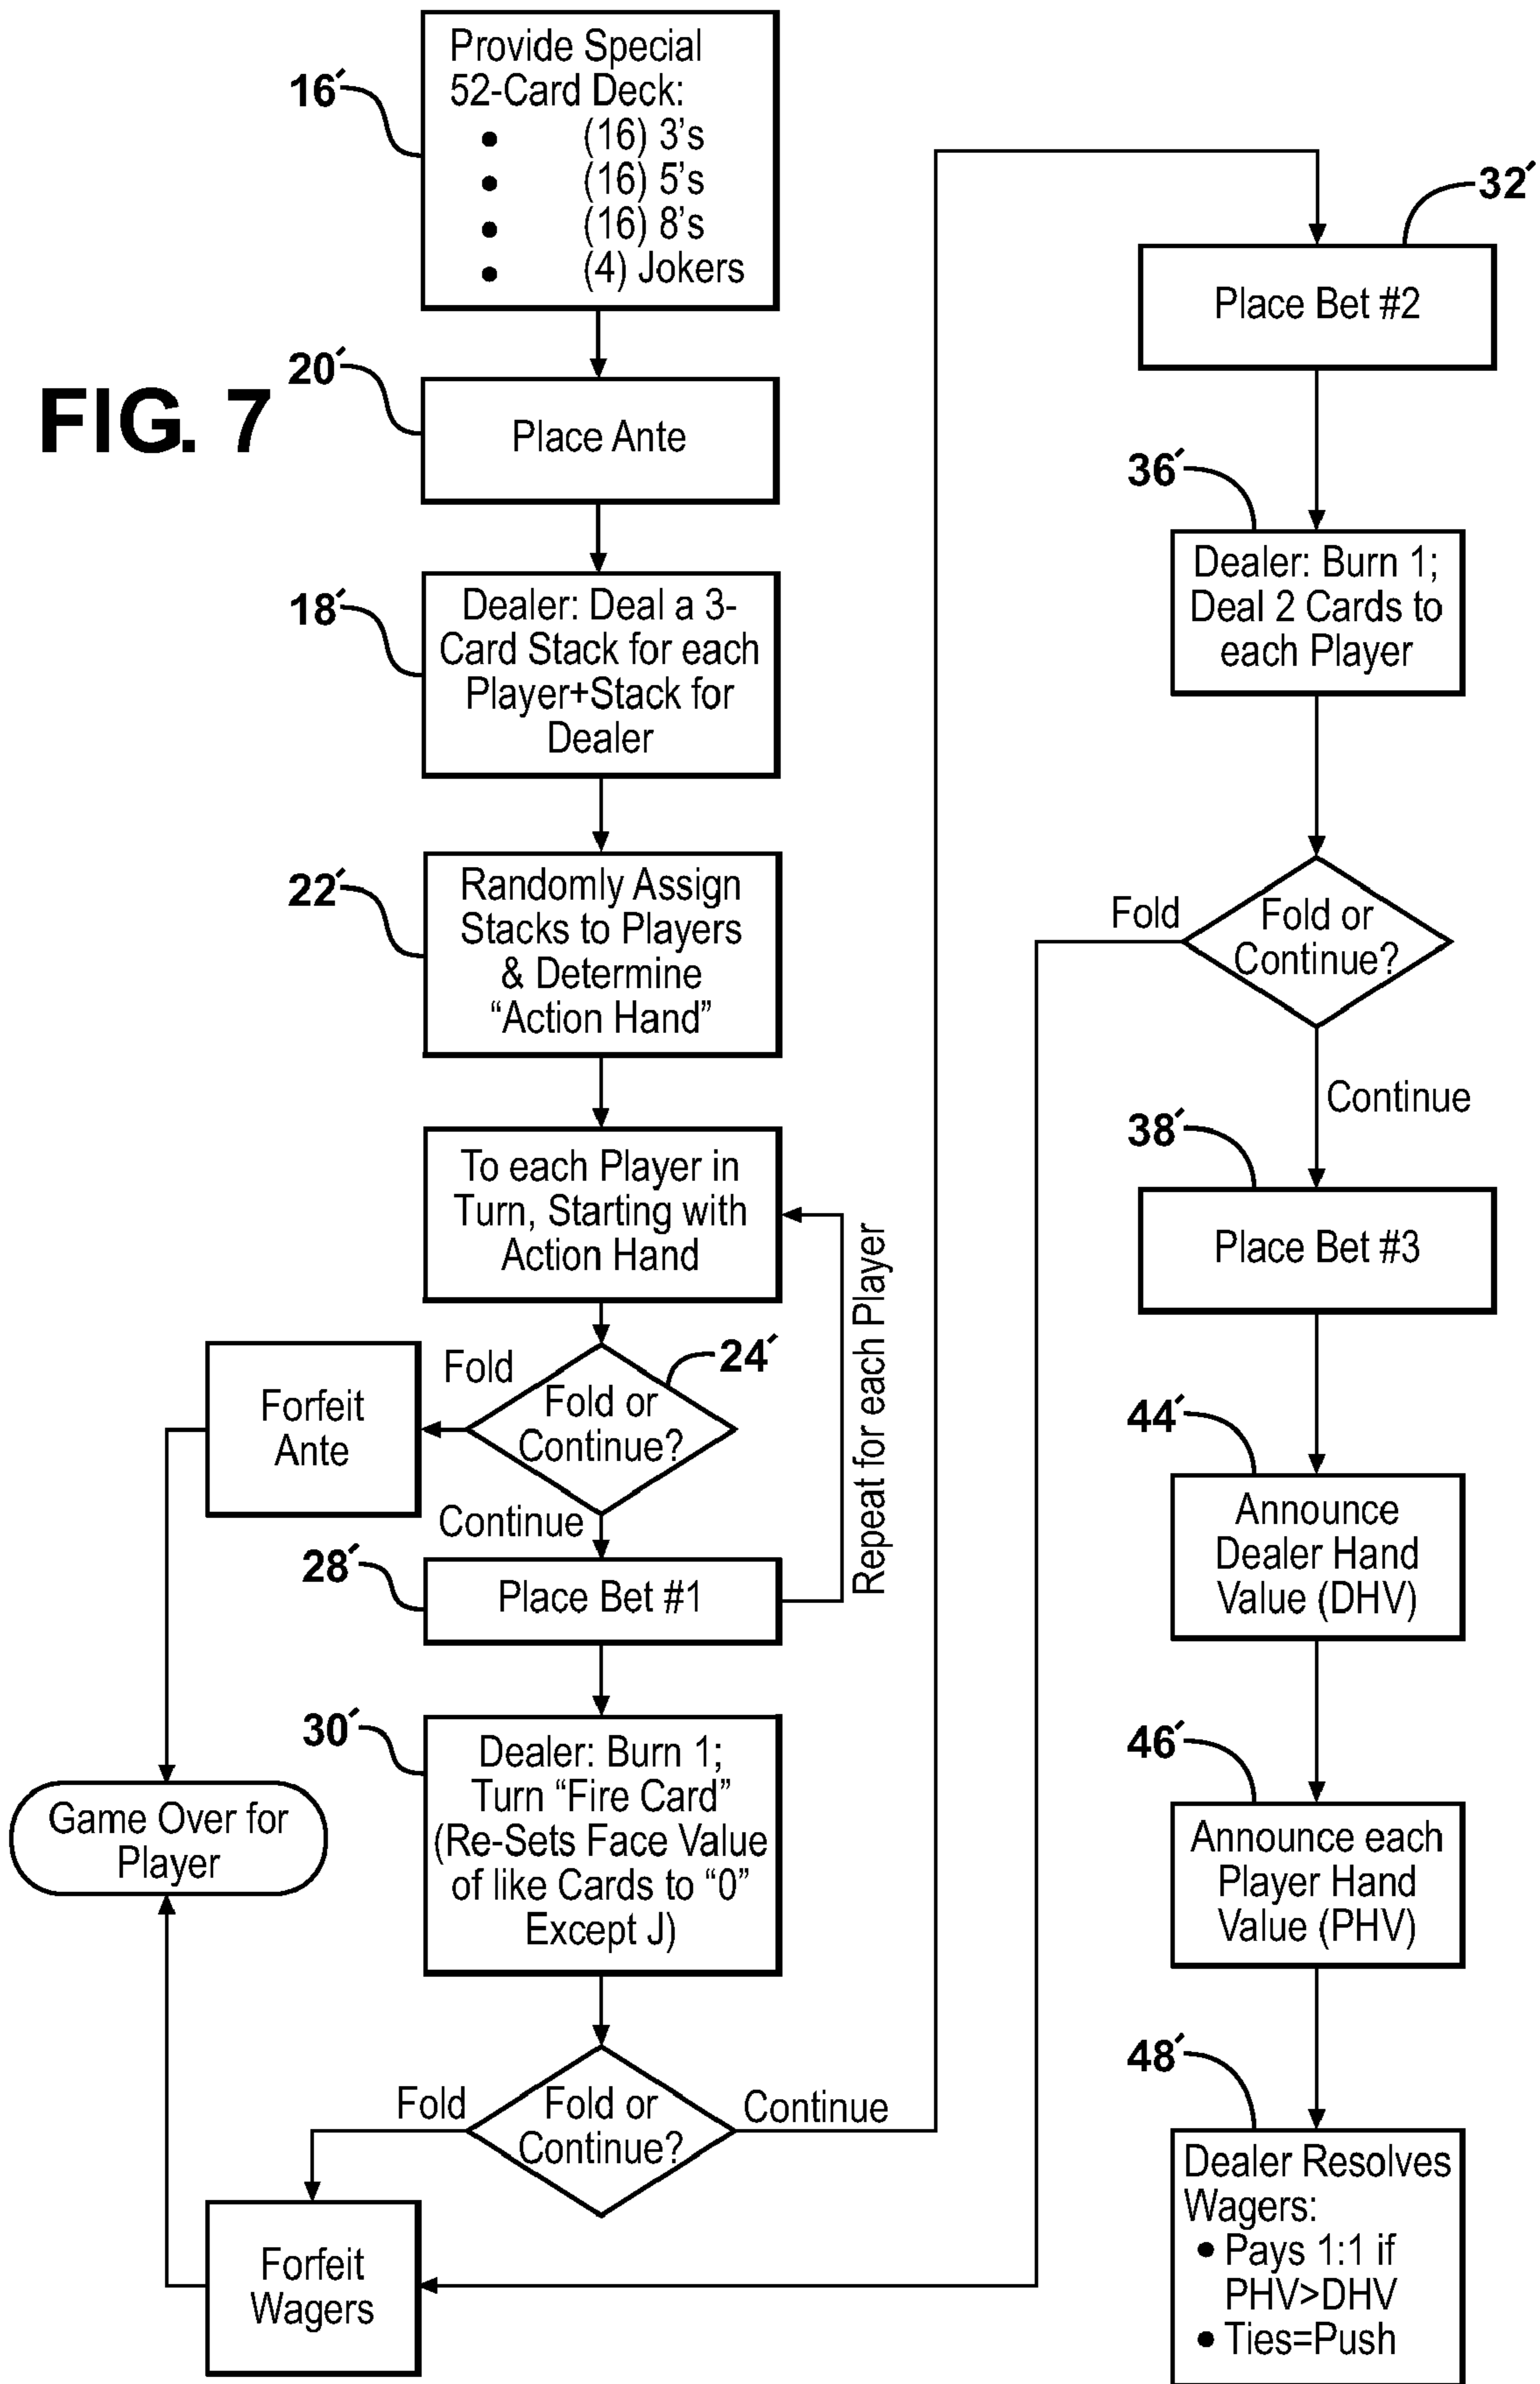 FIG. 7
16′
Provide Special
52-Card Deck:
• (16) 3's
• (16) 5's
• (16) 8's
• (4) Jokers
20′
Place Ante
18′
Dealer: Deal a 3-
Card Stack for each
Player+Stack for
Dealer
22′
Randomly Assign
Stacks to Players
& Determine
“Action Hand”
To each Player in
Turn, Starting with
Action Hand
Repeat for each Player
24′
Fold or
Continue?
Fold
Forfeit
Ante
Continue
28′
Place Bet #1
30′
Dealer: Burn 1;
Turn “Fire Card”
(Re-Sets Face Value
of like Cards to “0”
Except J)
Game Over for
Player
Fold or
Continue?
Fold
Continue
Forfeit
Wagers
32′
Place Bet #2
36′
Dealer: Burn 1;
Deal 2 Cards to
each Player
Fold
Fold or
Continue?
Continue
38′
Place Bet #3
44′
Announce
Dealer Hand
Value (DHV)
46′
Announce each
Player Hand
Value (PHV)
48′
Dealer Resolves
Wagers:
• Pays 1:1 if
PHV>DHV
• Ties=Push